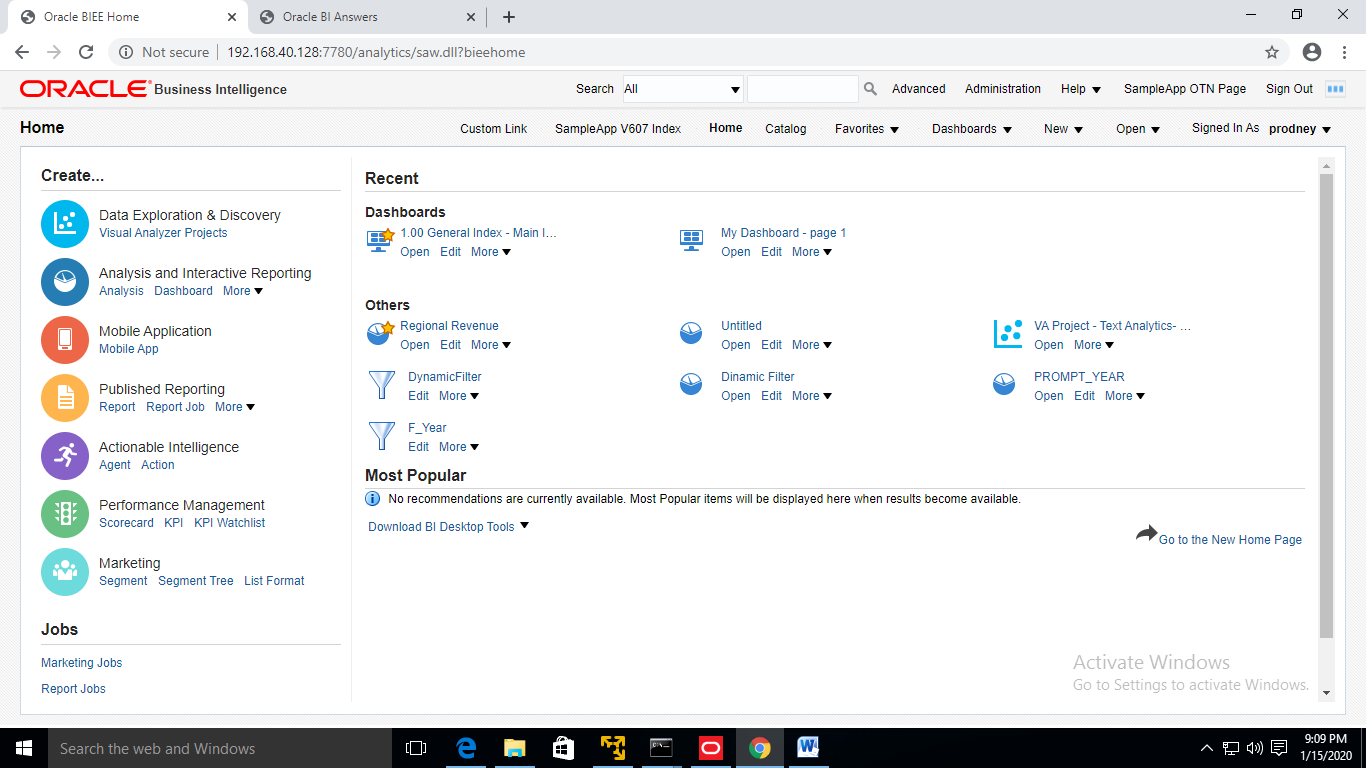 Oracle BIEE Home
Oracle BI Answers
Not secure 192.168.40.128:7780/analytics/saw.dll?bieehome
ORACLE Business Intelligence
Search All Advanced Administration Help SampleApp OTN Page Sign Out
Home
Custom Link SampleApp V607 Index Home Catalog Favorites Dashboards New Open Signed In As prodney
Create...
Data Exploration & Discovery
Visual Analyzer Projects
Analysis and Interactive Reporting
Analysis Dashboard More
Mobile Application
Mobile App
Published Reporting
Report Report Job More
Actionable Intelligence
Agent Action
Performance Management
Scorecard KPI KPI Watchlist
Marketing
Segment Segment Tree List Format
Jobs
Marketing Jobs
Report Jobs
Recent
Dashboards
1.00 General Index - Main I...
Open Edit More
My Dashboard - page 1
Open Edit More
Others
Regional Revenue
Open Edit More
Untitled
Open Edit More
VA Project - Text Analytics- ...
Open More
DynamicFilter
Edit More
Dinamic Filter
Open Edit More
PROMPT_YEAR
Open Edit More
F_Year
Edit More
Most Popular
No recommendations are currently available. Most Popular items will be displayed here when results become available.
Download BI Desktop Tools
Go to the New Home Page
Activate Windows
Go to Settings to activate Windows.
Search the web and Windows
9:09 PM
1/15/2020